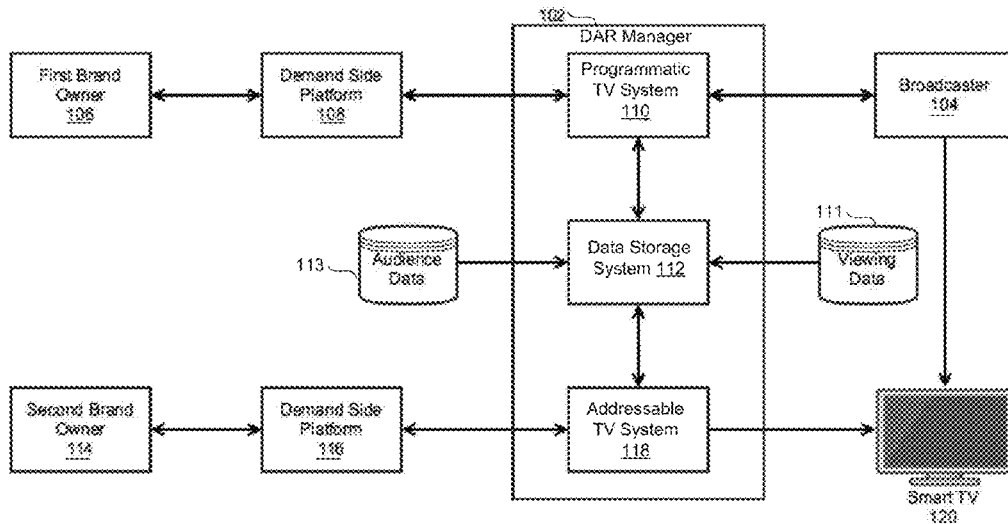 102
DAR Manager
First Brand
Owner
106
Demand Side
Platform
108
Programmatic
TV System
110
Broadcaster
104
111
113
Audience
Data
Data Storage
System 112
Viewing
Data
Second Brand
Owner
114
Demand Side
Platform
116
Addressable
TV System
118
Smart TV
120